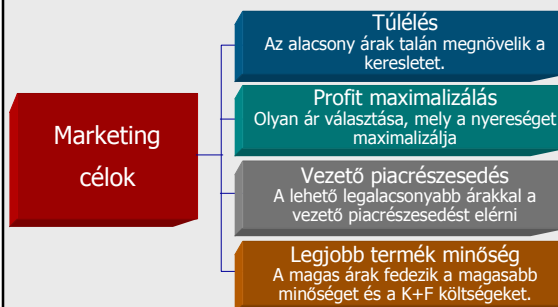 Marketing
célok
Túlélés
Az alacsony árak talán megnövelik a
keresletet.
Profit maximalizálás
Olyan ár választása, mely a nyereséget
maximalizálja
Vezető piacrészesedés
A lehető legalacsonyabb árakkal a
vezető piacrészesedést elérni
Legjobb termék minőség
A magas árak fedezik a magasabb
minőséget és a K+F költségeket.